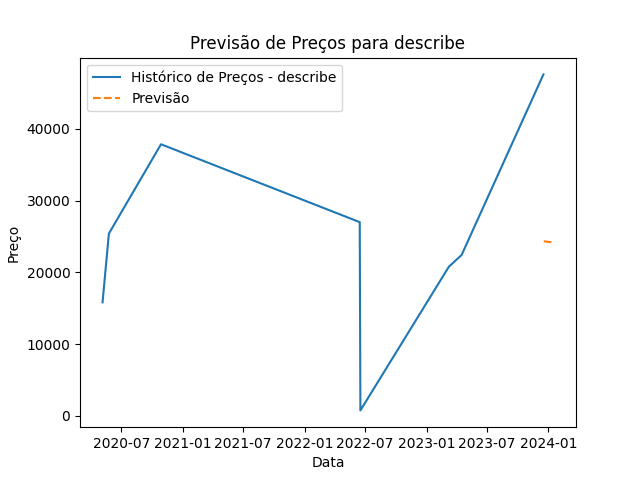 Previsão de Preços para describe
Histórico de Preços - describe
Previsão
40000
30000
20000
10000
0
Preço
2020-07 2021-01 2021-07 2022-01 2022-07 2023-01 2023-07 2024-01
Data